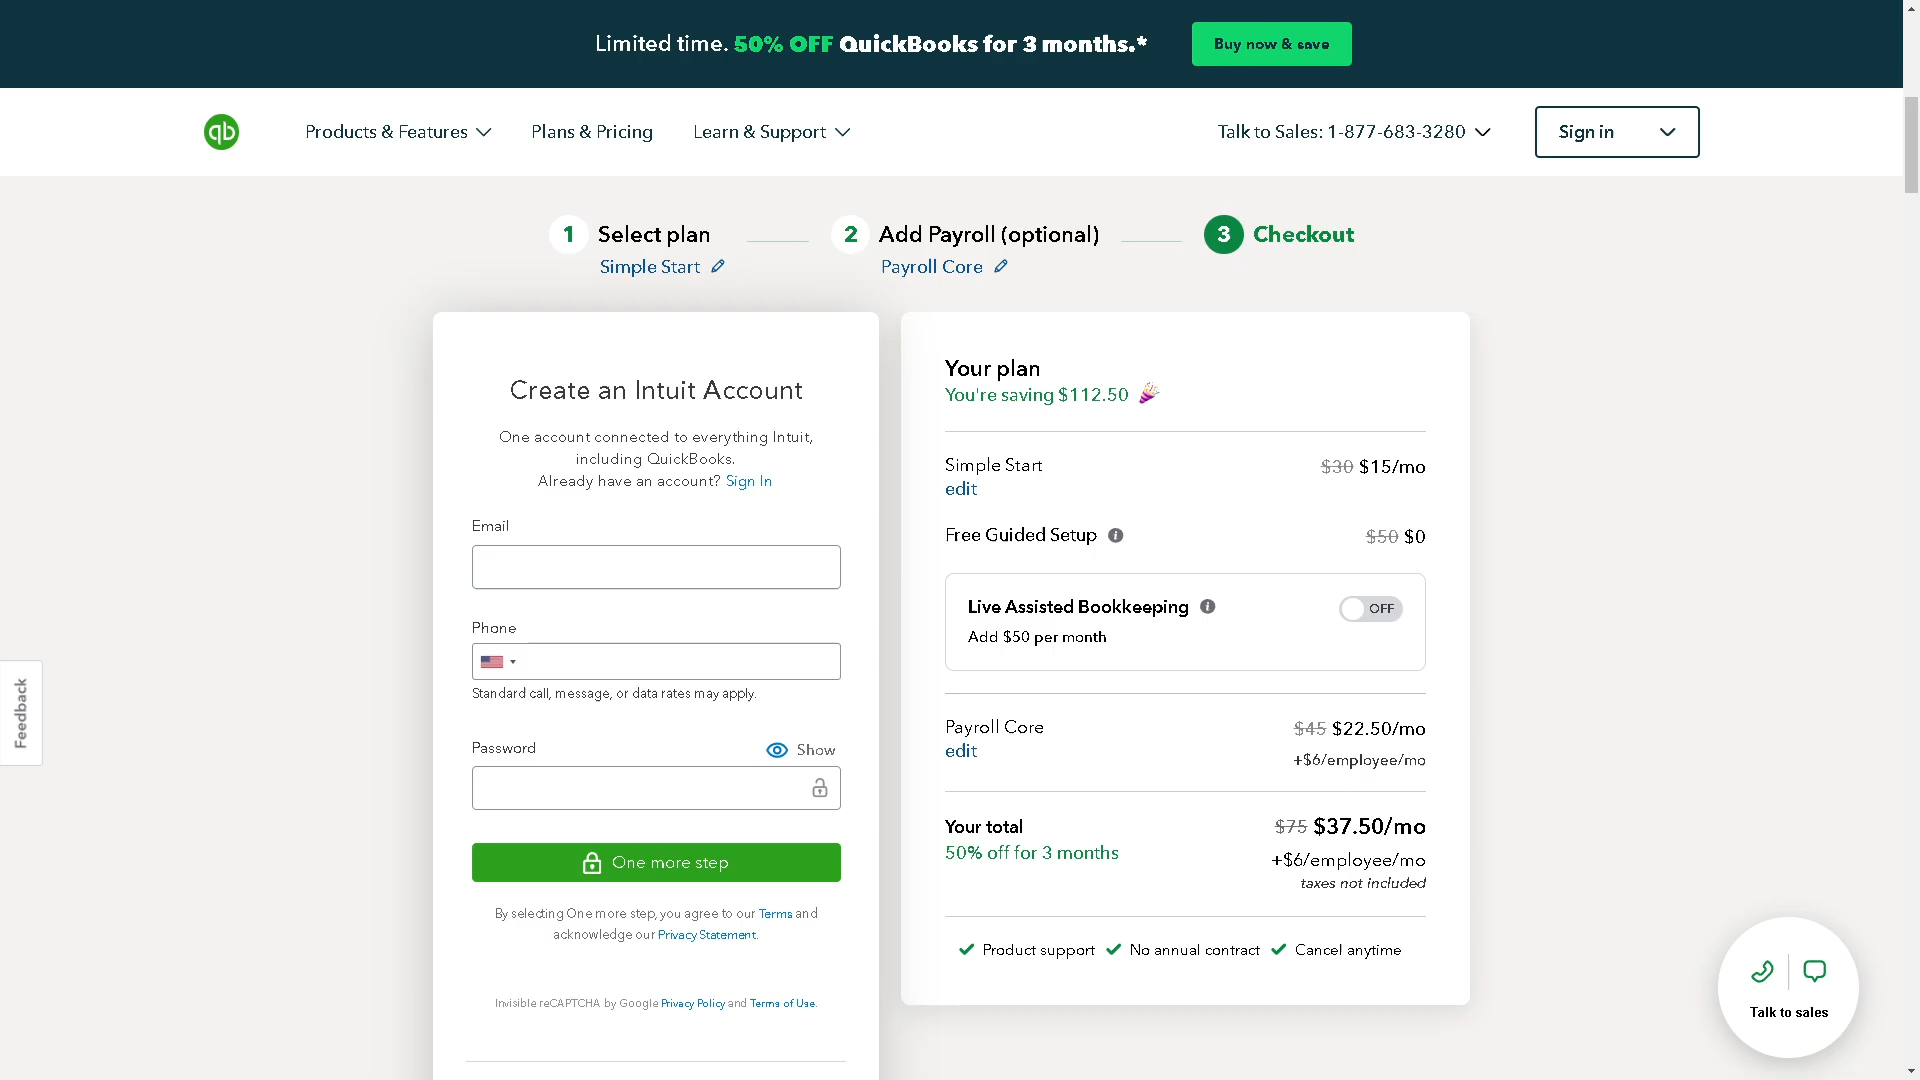 Limited time. 50% OFF QuickBooks for 3 months.*
Buy now & save
qb
Products & Features
Plans & Pricing
Learn & Support
Talk to Sales: 1-877-683-3280
Sign in
1 Select plan
Simple Start
2 Add Payroll (optional)
Payroll Core
3 Checkout
Create an Intuit Account
One account connected to everything Intuit,
including QuickBooks.
Already have an account? Sign In
Email
Phone
Standard call, message, or data rates may apply.
Password
Show
One more step
By selecting One more step, you agree to our Terms and
acknowledge our Privacy Statement.
Invisible reCAPTCHA by Google Privacy Policy and Terms of Use.
Your plan
You're saving $112.50
Simple Start
$30 $15/mo
edit
Free Guided Setup
$50 $0
Live Assisted Bookkeeping
OFF
Add $50 per month
Payroll Core
$45 $22.50/mo
edit
+$6/employee/mo
Your total
$75 $37.50/mo
50% off for 3 months
+$6/employee/mo
taxes not included
Product support
No annual contract
Cancel anytime
Feedback
Talk to sales